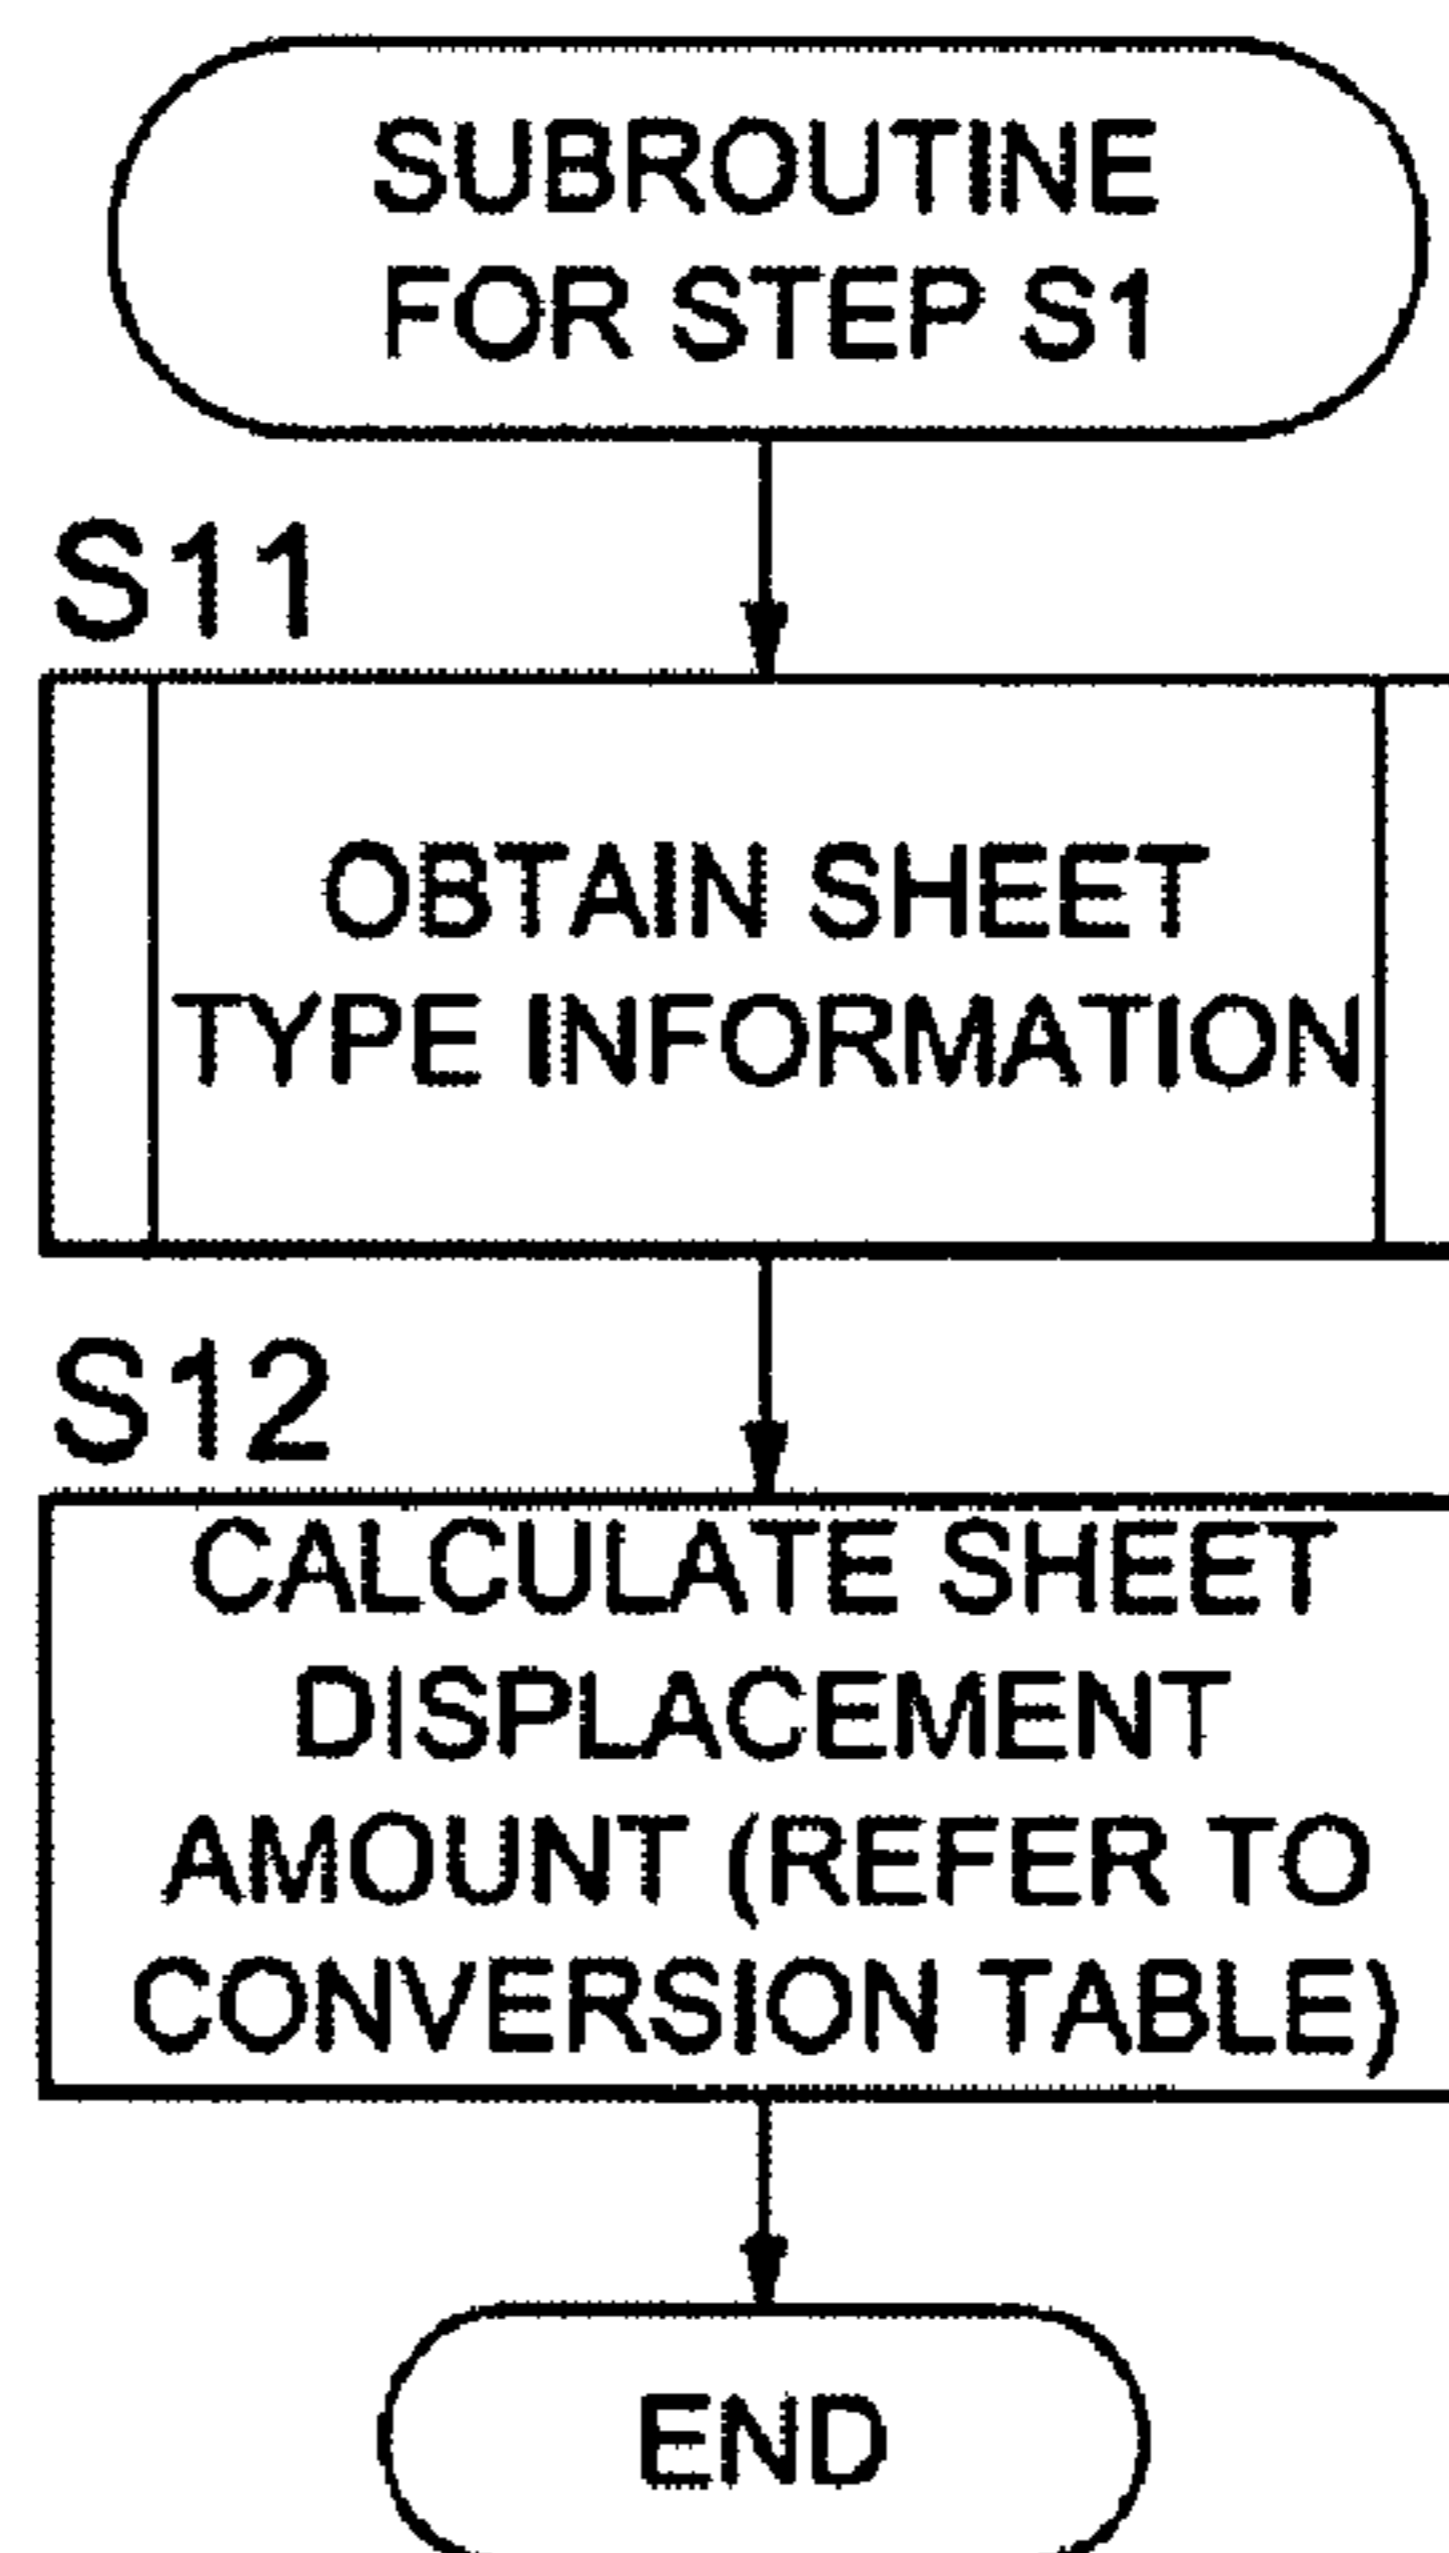 SUBROUTINE
FOR STEP S1
S11
OBTAIN SHEET
TYPE INFORMATION
S12
CALCULATE SHEET
DISPLACEMENT
AMOUNT (REFER TO
CONVERSION TABLE)
END